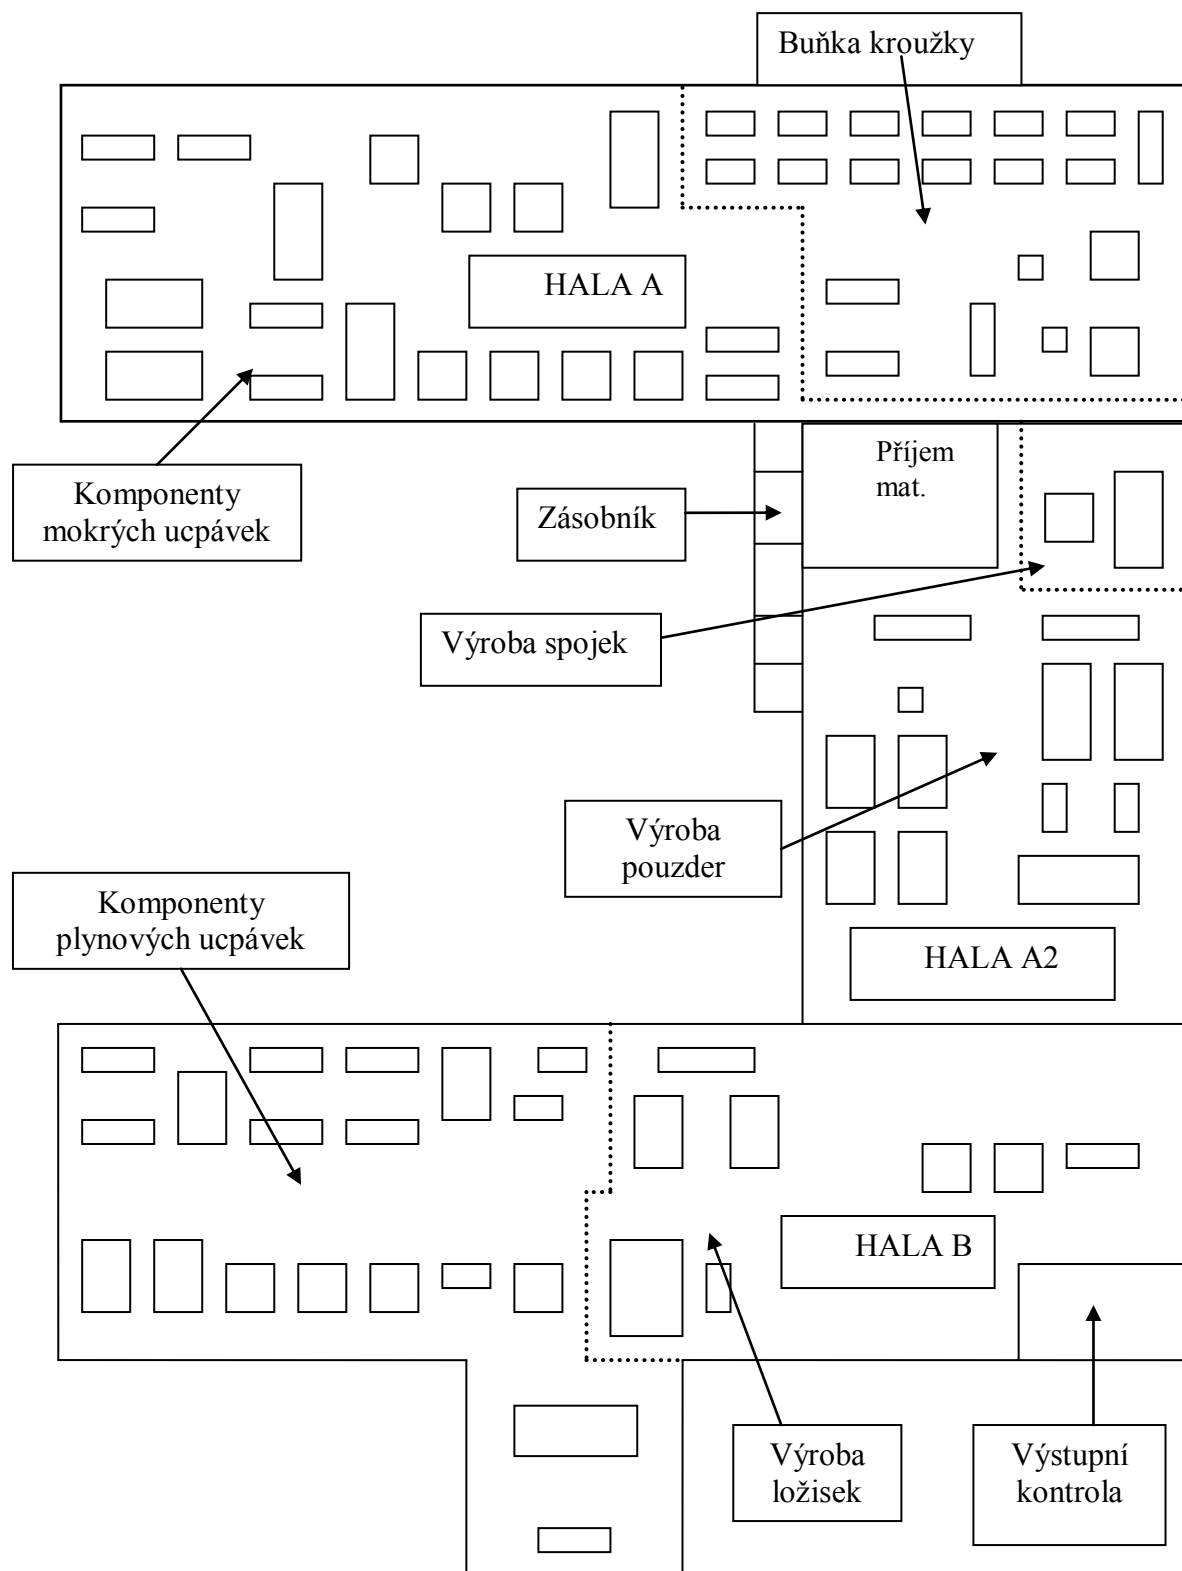 Buňka kroužky
HALA A
Komponenty
mokrých ucpávek
Příjem
mat.
Zásobník
Výroba spojek
Výroba
pouzder
Komponenty
plynových ucpávek
HALA A2
HALA B
Výroba
ložisek
Výstupní
kontrola